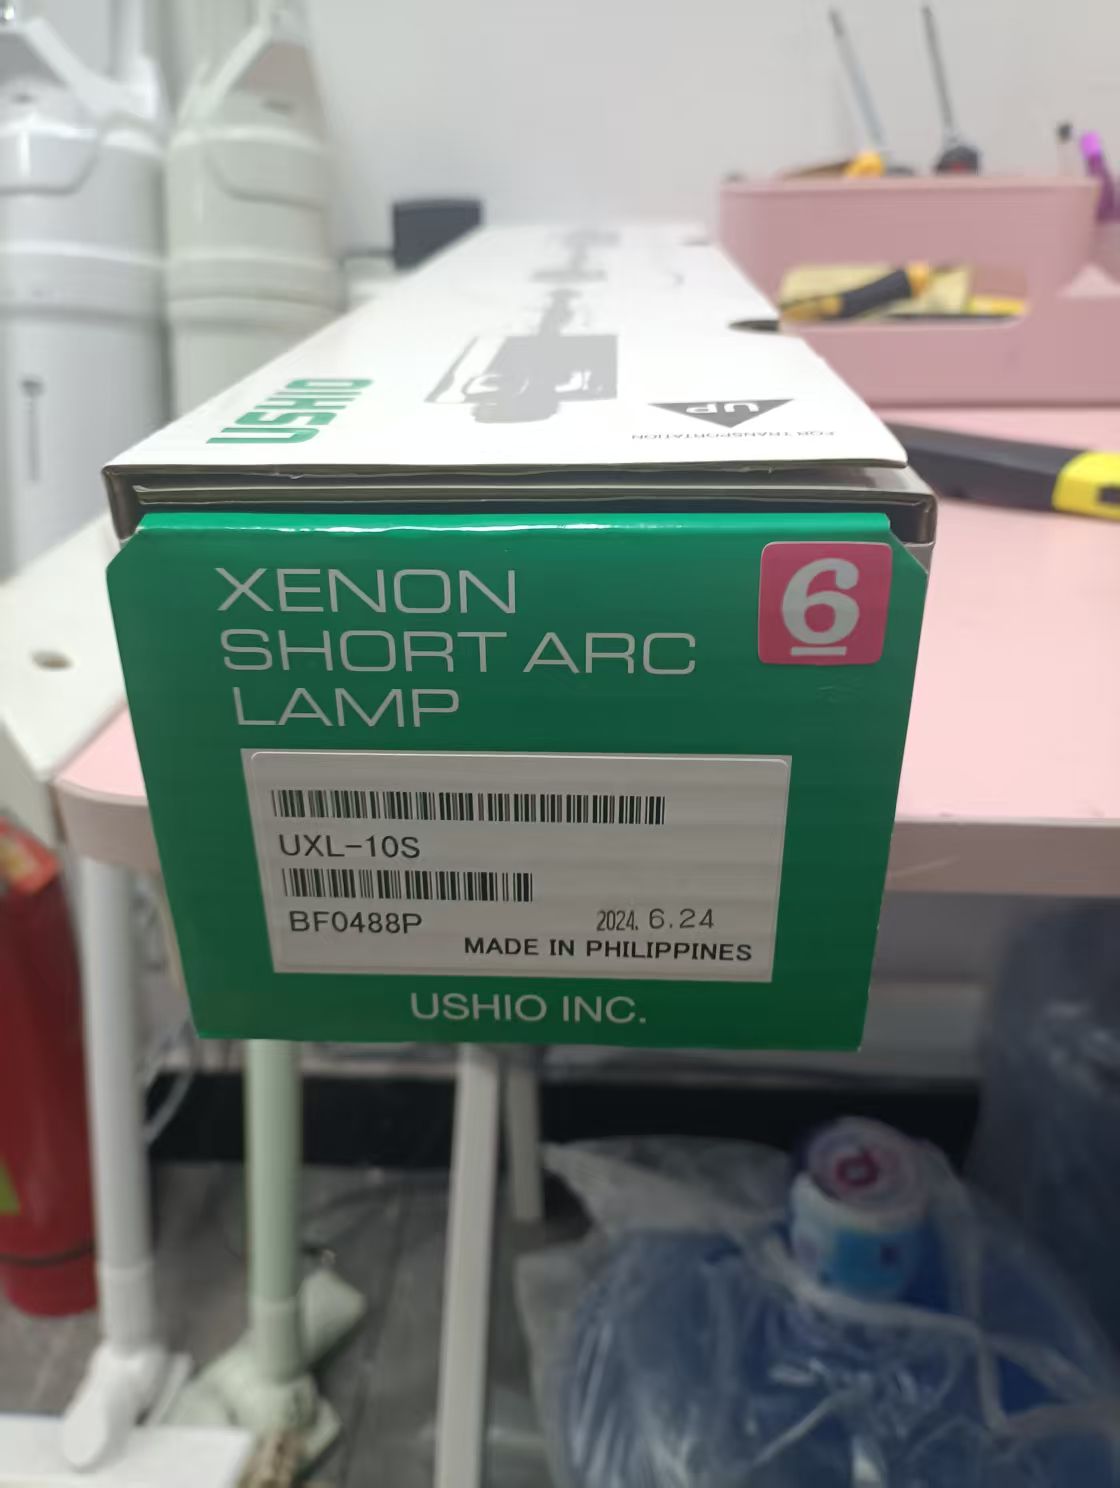 USHIO
UP
FOR TRANSPORTATION
XENON
SHORT ARC
LAMP
6
UXL-10S
BF0488P
2024. 6.24
MADE IN PHILIPPINES
USHIO INC.